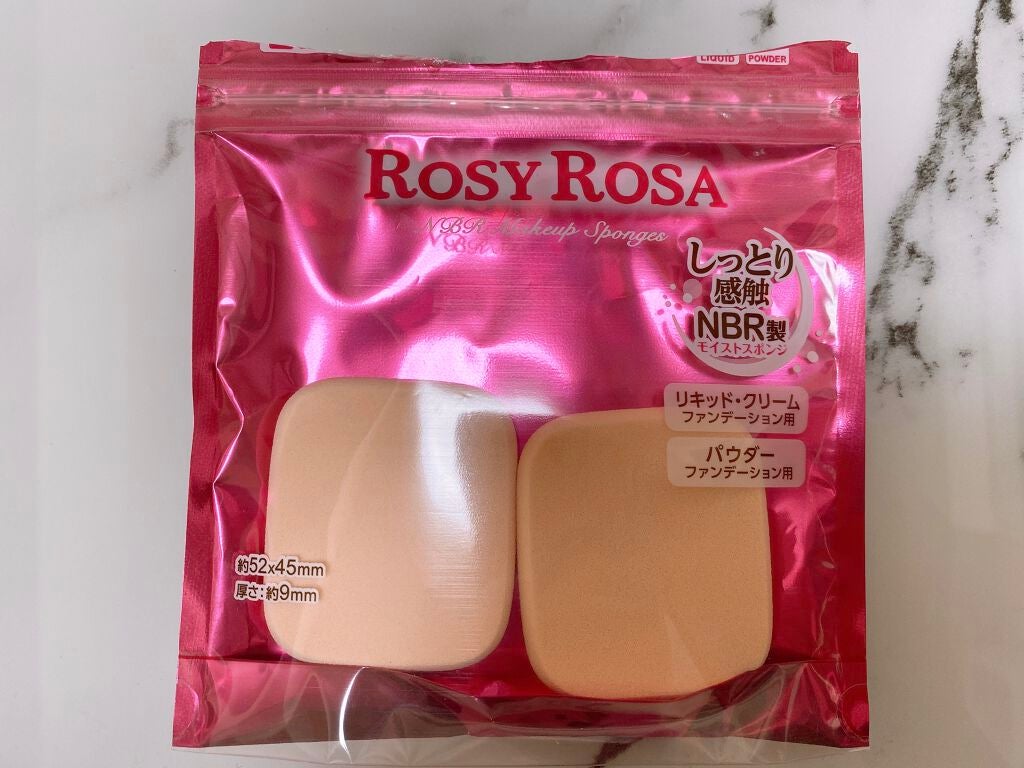 LIQUID POWDER
ROSY ROSA
NBR Makeup Sponges
しっとり
感触
NBR製
モイストスポンジ
リキッド・クリーム
ファンデーション用
パウダー
ファンデーション用
約52x45mm
厚さ:約9mm